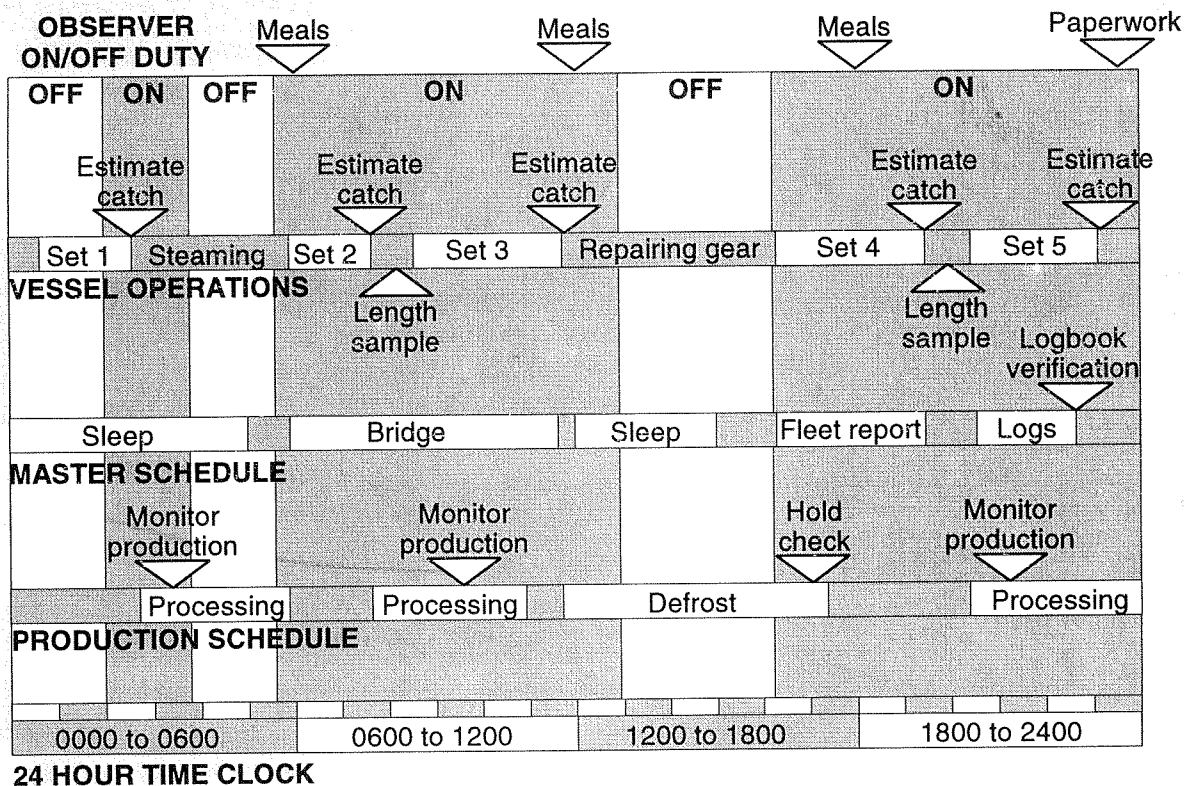 OBSERVER
ON/OFF DUTY
Meals
Meals
Meals
Paperwork
OFF
ON
OFF
ON
OFF
ON
Estimate
catch
Estimate
catch
Estimate
catch
Estimate
catch
Estimate
catch
Set 1
Steaming
Set 2
Set 3
Repairing gear
Set 4
Set 5
VESSEL OPERATIONS
Length
sample
Length
sample
Logbook
verification
Sleep
Bridge
Sleep
Fleet report
Logs
MASTER SCHEDULE
Monitor
production
Monitor
production
Hold
check
Monitor
production
Processing
Processing
Defrost
Processing
PRODUCTION SCHEDULE
0000 to 0600
0600 to 1200
1200 to 1800
1800 to 2400
24 HOUR TIME CLOCK